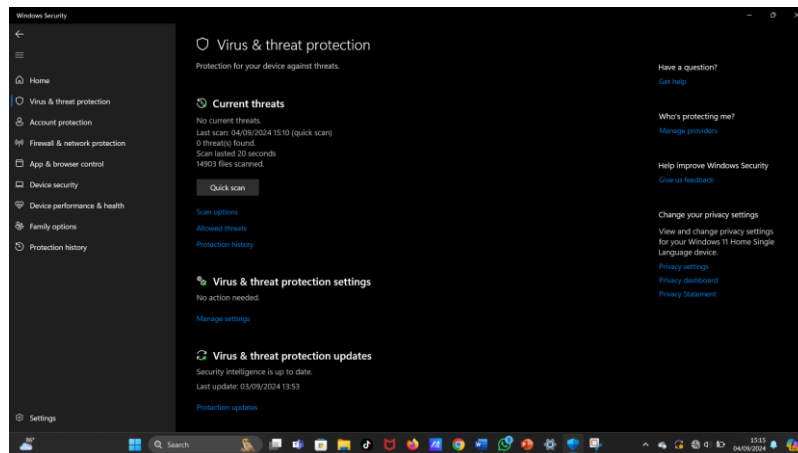 Windows Security
Home
Virus & threat protection
Account protection
Firewall & network protection
App & browser control
Device security
Device performance & health
Family options
Protection history
Settings
Virus & threat protection
Protection for your device against threats.
Current threats
No current threats.
Last scan: 04/09/2024 15:10 (quick scan)
0 threat(s) found.
Scan lasted 20 seconds
14903 files scanned.
Quick scan
Scan options
Allowed threats
Protection history
Virus & threat protection settings
No action needed.
Manage settings
Virus & threat protection updates
Security intelligence is up to date.
Last update: 03/09/2024 13:53
Protection updates
Have a question?
Get help
Who's protecting me?
Manage providers
Help improve Windows Security
Give us feedback
Change your privacy settings
View and change privacy settings
for your Windows 11 Home Single
Language device.
Privacy settings
Privacy dashboard
Privacy Statement
86°
Search
15:15
04/09/2024